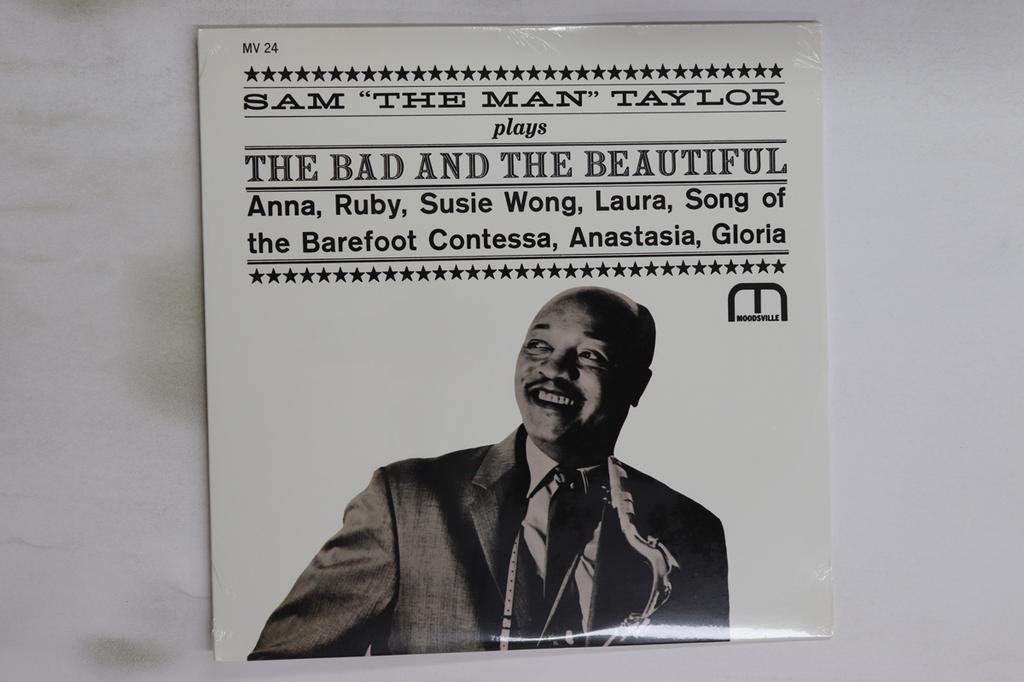 MV 24
SAM “THE MAN” TAYLOR
plays
THE BAD AND THE BEAUTIFUL
Anna, Ruby, Susie Wong, Laura, Song of
the Barefoot Contessa, Anastasia, Gloria
MOODSVILLE